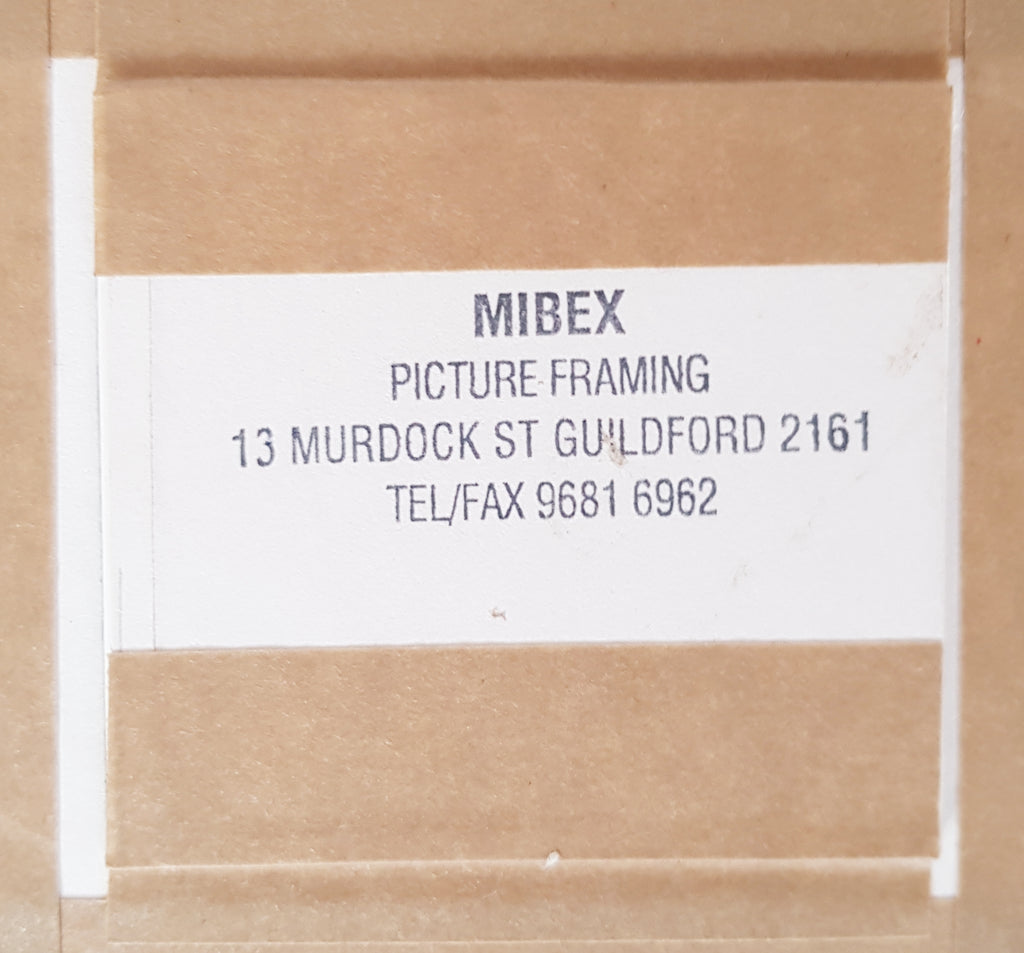 MIBEX
PICTURE FRAMING
13 MURDOCK ST GUILDFORD 2161
TEL/FAX 9681 6962